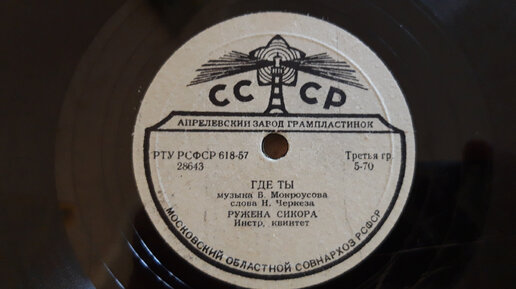 СССР
АПРЕЛЕВСКИЙ ЗАВОД ГРАМПЛАСТИНОК
РТУ РСФСР 618-57
28643
Третья гр.
5-70
ГДЕ ТЫ
музыка Б. Мокроусова
слова Н. Черкеза
РУЖЕНА СИКОРА
Инстр. квинтет
МОСКОВСКИЙ ОБЛАСТНОЙ СОВНАРХОЗ РСФСР